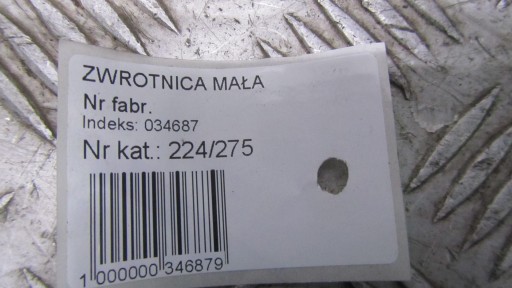 ZWROTNICA MAŁA
Nr fabr.
Indeks: 034687
Nr kat.: 224/275
1 000000 346879